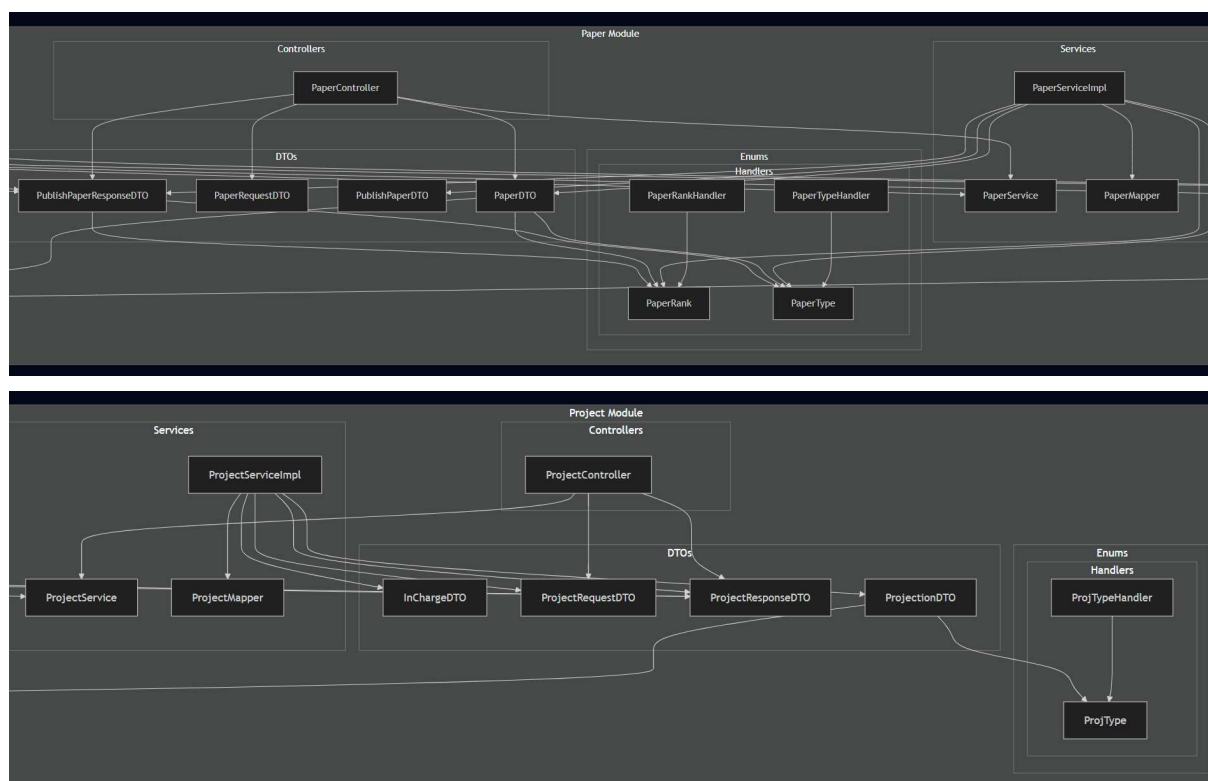 Paper Module
Controllers
Services
PaperController
PaperServiceImpl
DTOs
Enums
Handlers
PublishPaperResponseDTO
PaperRequestDTO
PublishPaperDTO
PaperDTO
PaperRankHandler
PaperTypeHandler
PaperService
PaperMapper
PaperRank
PaperType
Project Module
Services
Controllers
ProjectServiceImpl
ProjectController
DTOs
Enums
Handlers
ProjectService
ProjectMapper
InChargeDTO
ProjectRequestDTO
ProjectResponseDTO
ProjectionDTO
ProjTypeHandler
ProjType